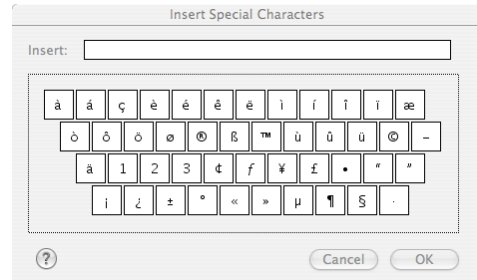 Insert Special Characters
Insert:
à á ç è é ê ë ì í î ï æ
ò ô ö ø ® ß ™ ù û ü © –
ä 1 2 3 ¢ ƒ ¥ £ • " "
¡ ¿ ± ° « » µ ¶ § ·
? Cancel OK